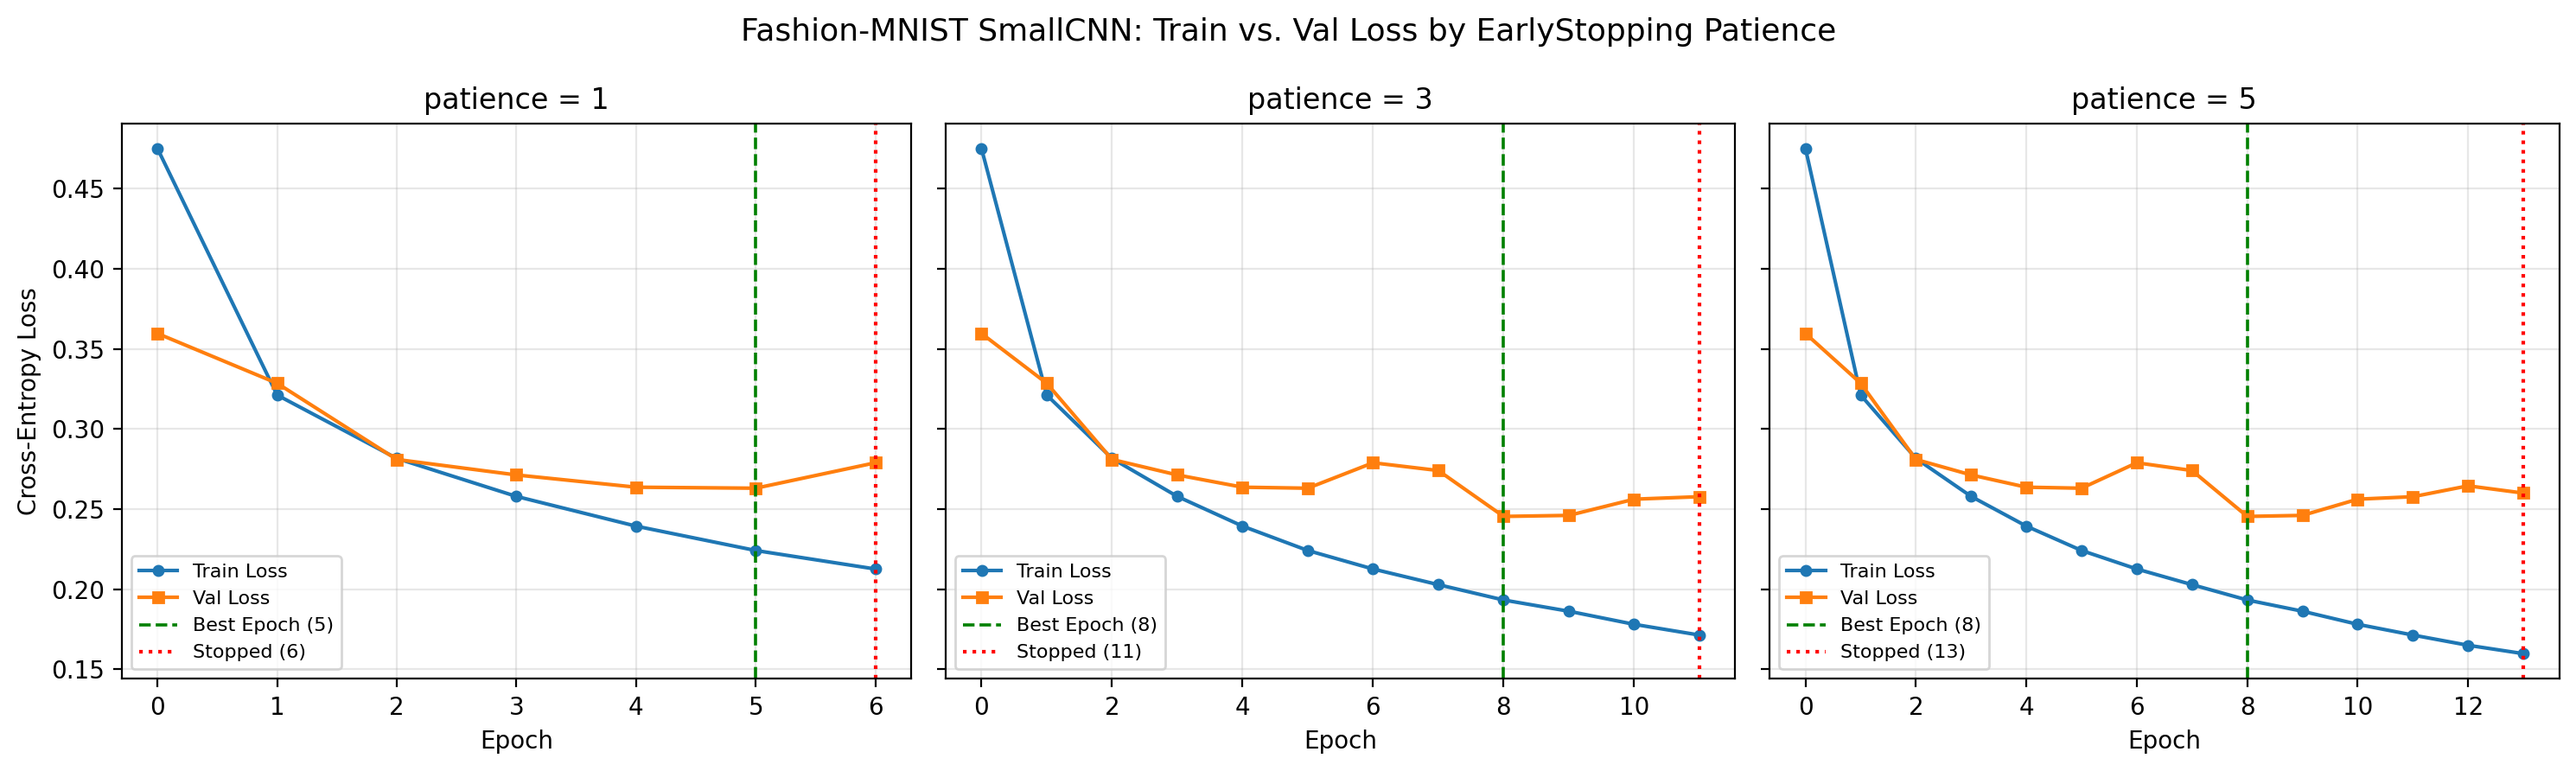 Fashion-MNIST SmallCNN: Train vs. Val Loss by EarlyStopping Patience
patience = 1
Cross-Entropy Loss
0.45
0.40
0.35
0.30
0.25
0.20
0.15
Train Loss
Val Loss
Best Epoch (5)
Stopped (6)
0 1 2 3 4 5 6
Epoch
patience = 3
Train Loss
Val Loss
Best Epoch (8)
Stopped (11)
0 2 4 6 8 10
Epoch
patience = 5
Train Loss
Val Loss
Best Epoch (8)
Stopped (13)
0 2 4 6 8 10 12
Epoch